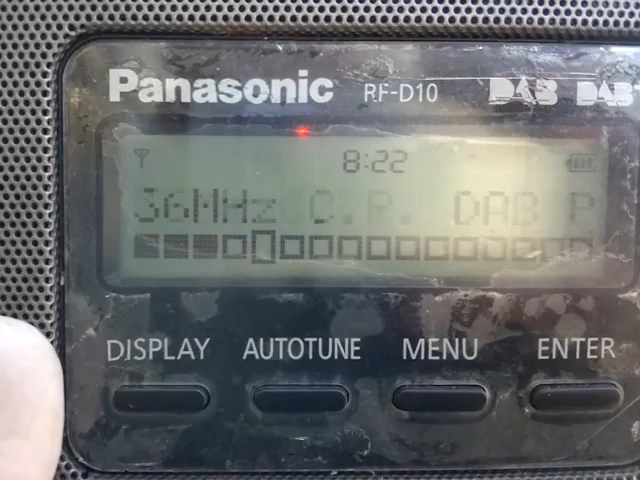 Panasonic RF-D10 DAB DAB+
8:22
36MHz C.R. DAB P
DISPLAY AUTOTUNE MENU ENTER